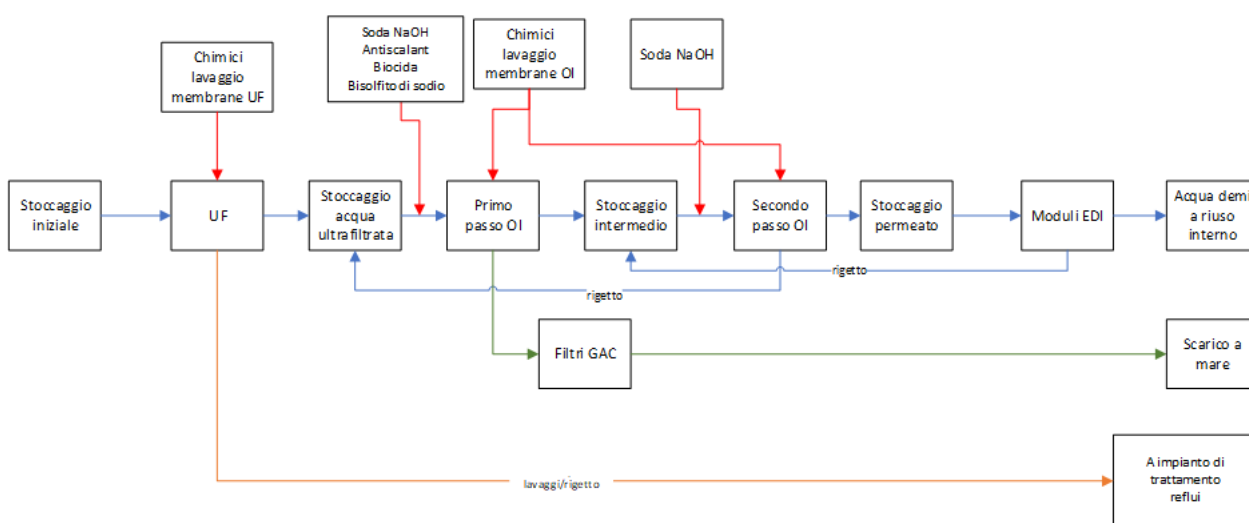 Chimici
lavaggio
membrane UF
Soda NaOH
Antiscalant
Biocida
Bisolfito di sodio
Chimici
lavaggio
membrane OI
Soda NaOH
Stoccaggio
iniziale
UF
Stoccaggio
acqua
ultrafiltrata
Primo
passo OI
Stoccaggio
intermedio
Secondo
passo OI
Stoccaggio
permeato
Moduli EDI
Acqua demi
a riuso
interno
rigetto
rigetto
Filtri GAC
Scarico a
mare
lavaggi/rigetto
A impianto di
trattamento
reflui